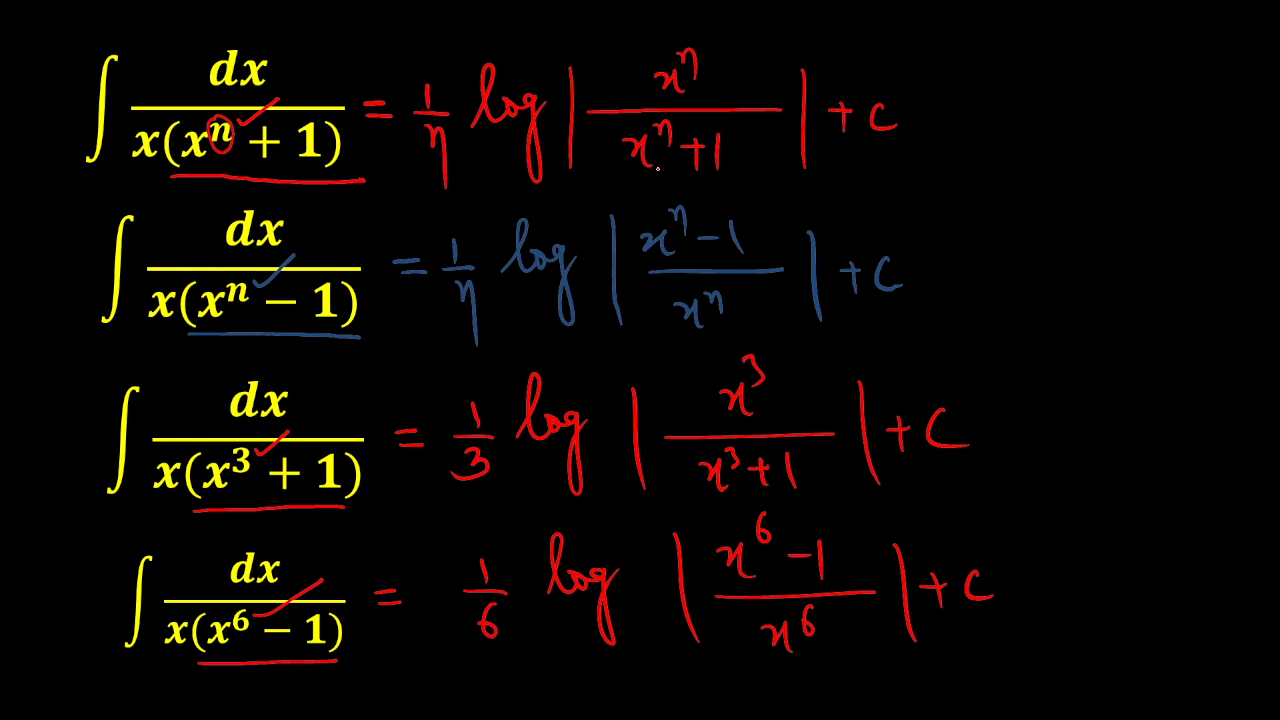 ∫ dx / x(xⁿ + 1) = 1/n log | xⁿ / xⁿ+1 | + c
∫ dx / x(xⁿ − 1) = 1/n log | xⁿ−1 / xⁿ | + c
∫ dx / x(x³ + 1) = 1/3 log | x³ / x³+1 | + C
∫ dx / x(x⁶ − 1) = 1/6 log | x⁶−1 / x⁶ | + c